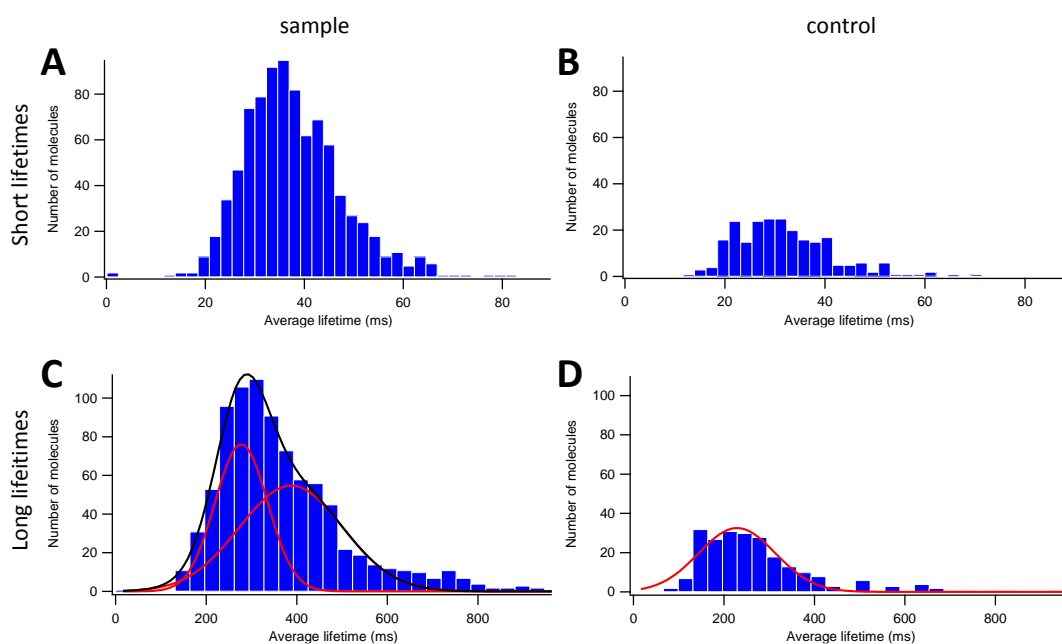 sample
control
A
B
Short lifetimes
Number of molecules
80
60
40
20
0
0 20 40 60 80
Average lifetime (ms)
Number of molecules
80
60
40
20
0
0 20 40 60 80
Average lifetime (ms)
C
D
Long lifeitimes
Number of molecules
100
80
60
40
20
0
0 200 400 600 800
Average lifetime (ms)
Number of molecules
100
80
60
40
20
0
0 200 400 600 800
Average lifetime (ms)